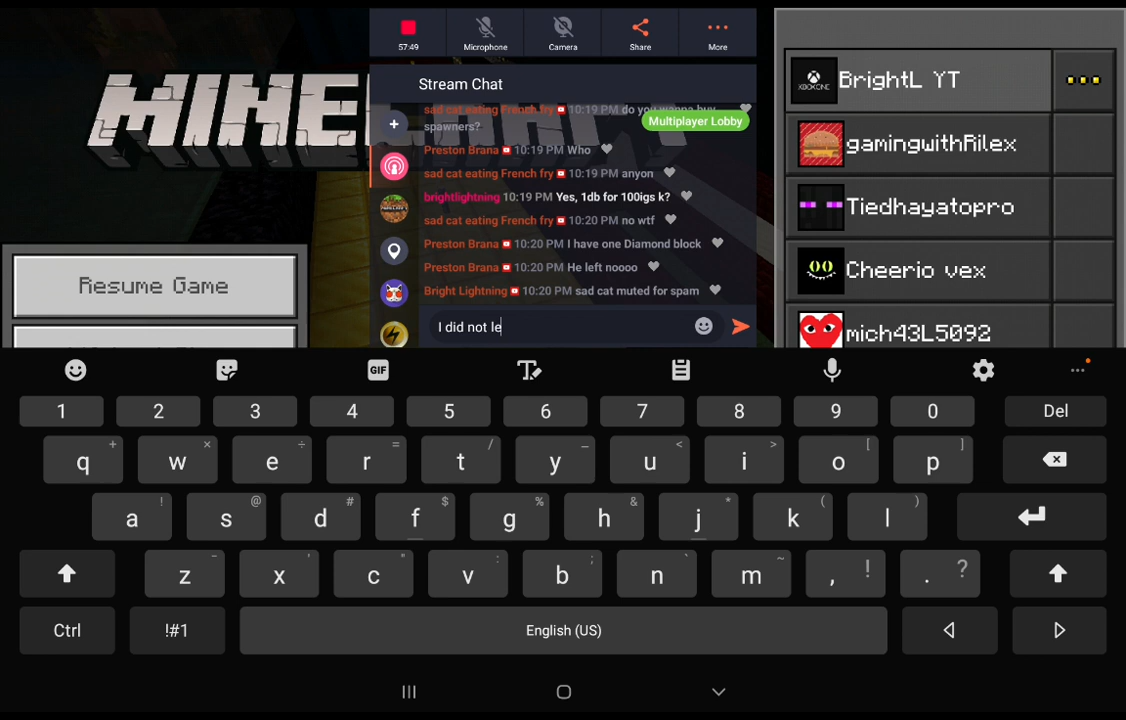 57:49
Microphone
Camera
Share
More
Stream Chat
sad cat eating French fry 10:19 PM do you wanna buy
spawners?
Multiplayer Lobby
Preston Brana 10:19 PM Who
sad cat eating French fry 10:19 PM anyon
brightlightning 10:19 PM Yes, 1db for 100igs k?
sad cat eating French fry 10:20 PM no wtf
Preston Brana 10:20 PM I have one Diamond block
Preston Brana 10:20 PM He left noooo
Bright Lightning 10:20 PM sad cat muted for spam
I did not le
MINE
Resume Game
XBOX ONE
BrightL YT
gamingwithRilex
Tiedhayatopro
Cheerio vex
mich43L5092
GIF
1 2 3 4 5 6 7 8 9 0 Del
q + w × e ÷ r = t / y _ u < i > o [ p ]
a ! s @ d # f $ g % h & j * k ( l )
z - x ' c " v : b ; n ` m ~ , ! . ?
Ctrl !#1 English (US)